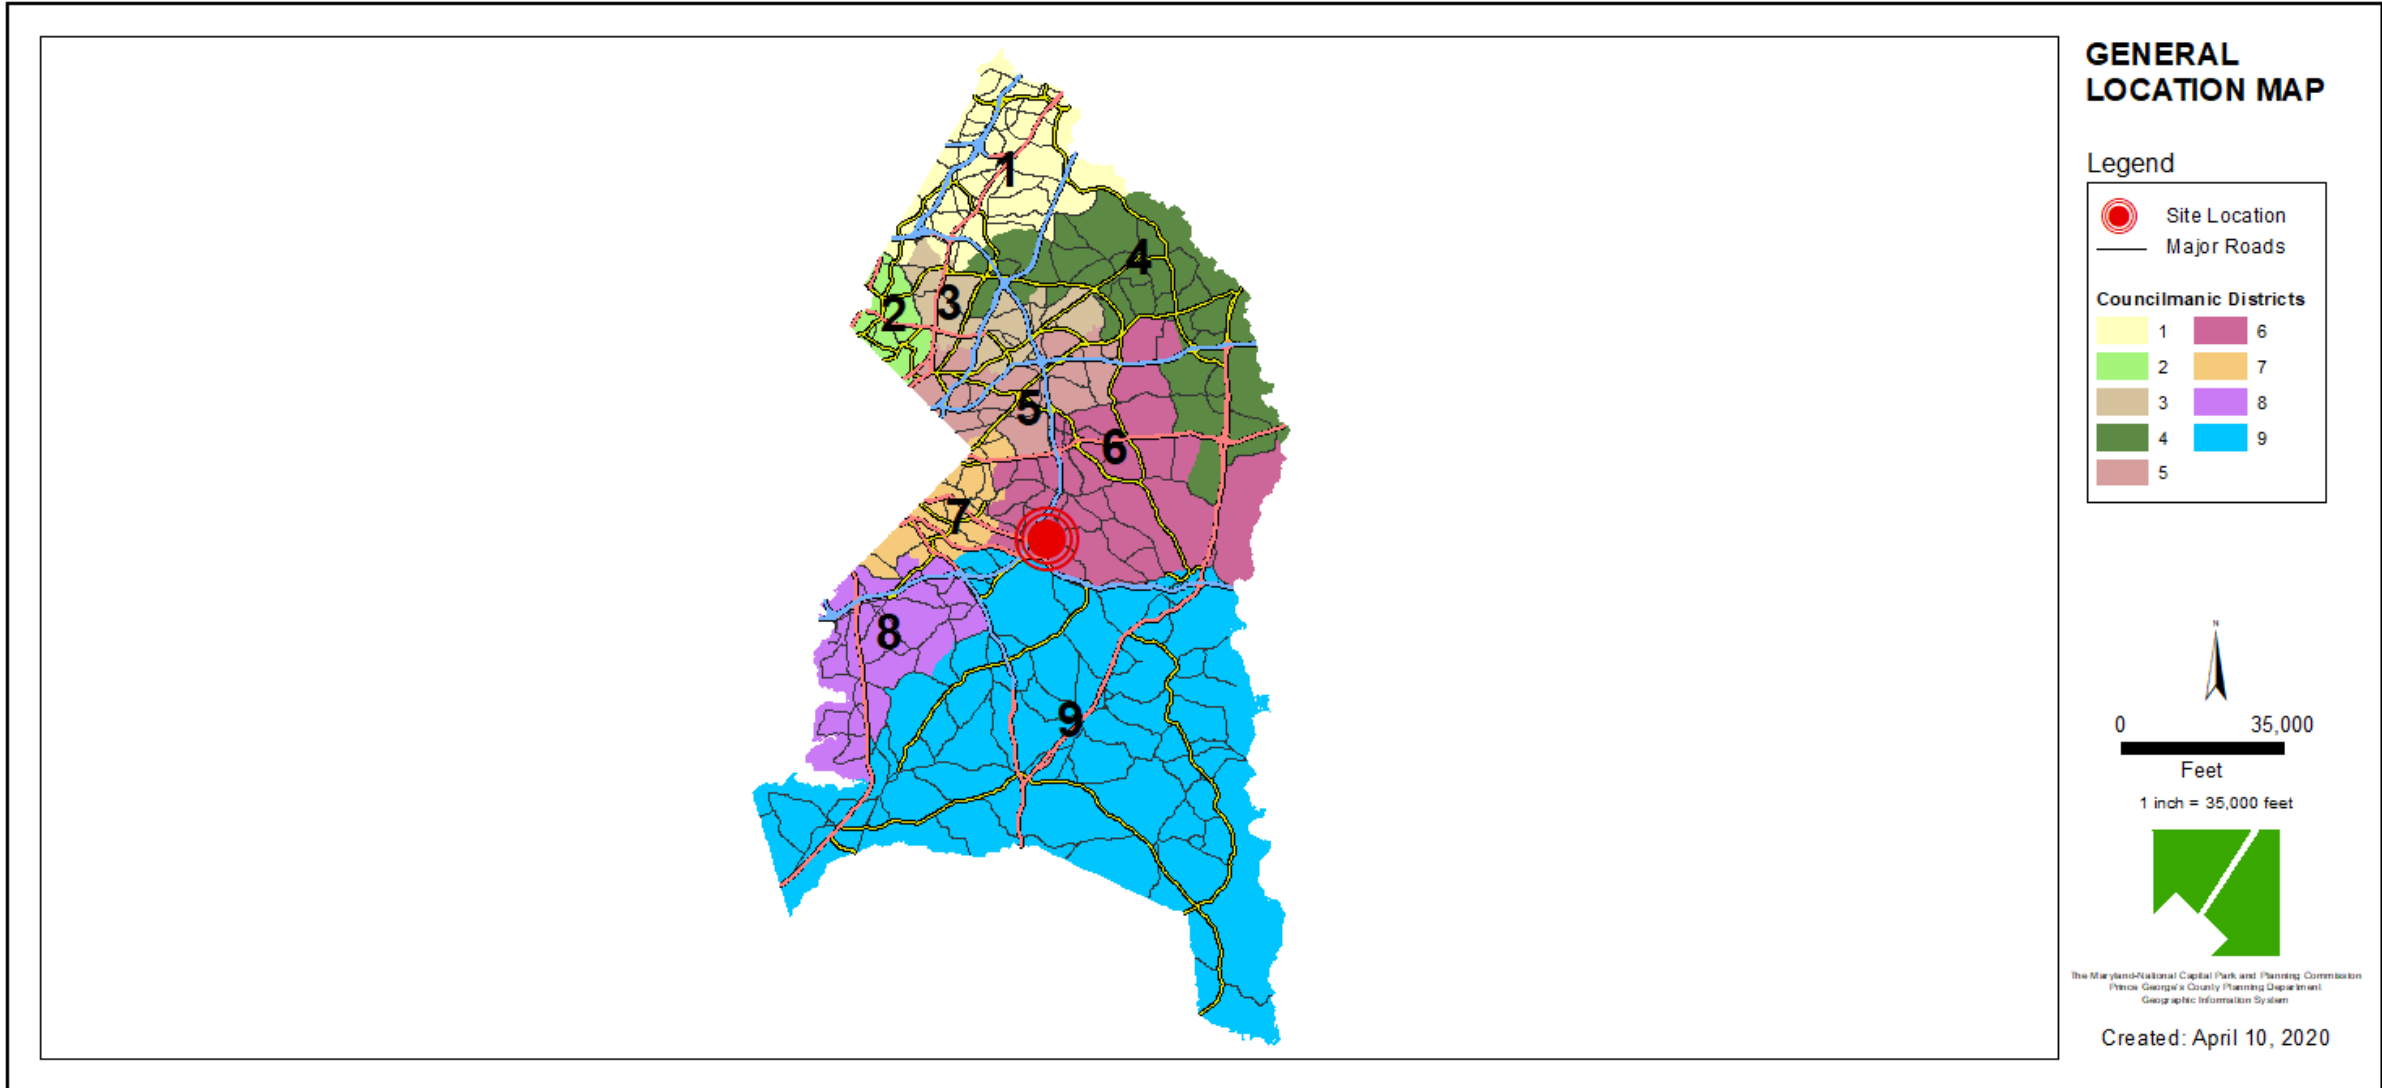 GENERAL
LOCATION MAP
Legend
Site Location
Major Roads
Councilmanic Districts
1 6
2 7
3 8
4 9
5
1
4
3
2
5
6
7
8
9
N
0 35,000
Feet
1 inch = 35,000 feet
The Maryland-National Capital Park and Planning Commission
Prince George's County Planning Department
Geographic Information System
Created: April 10, 2020